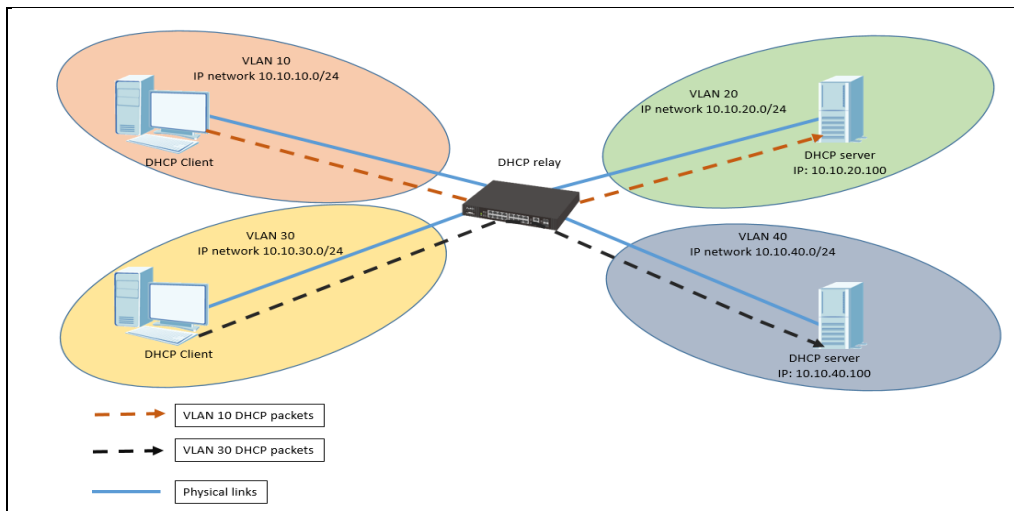 VLAN 10
IP network 10.10.10.0/24
DHCP Client
VLAN 20
IP network 10.10.20.0/24
DHCP server
IP: 10.10.20.100
DHCP relay
VLAN 30
IP network 10.10.30.0/24
DHCP Client
VLAN 40
IP network 10.10.40.0/24
DHCP server
IP: 10.10.40.100
VLAN 10 DHCP packets
VLAN 30 DHCP packets
Physical links